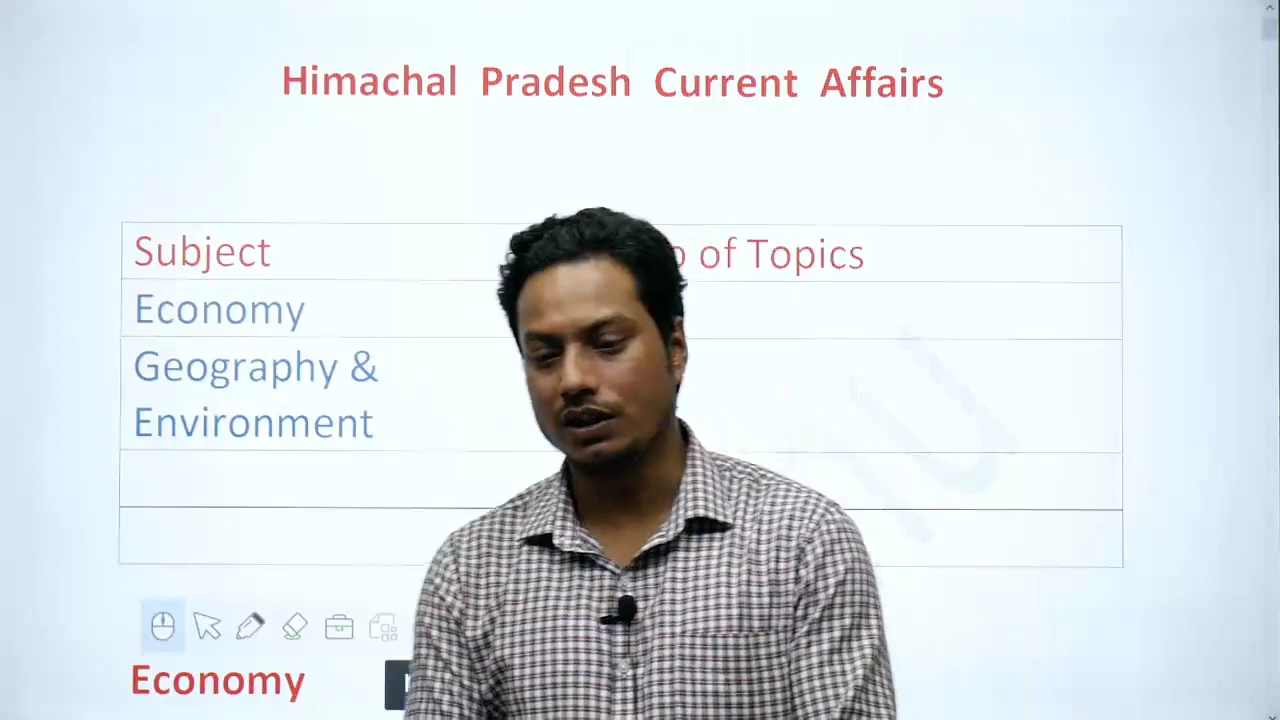 Himachal Pradesh Current Affairs
Subject
of Topics
Economy
Geography &
Environment
Economy